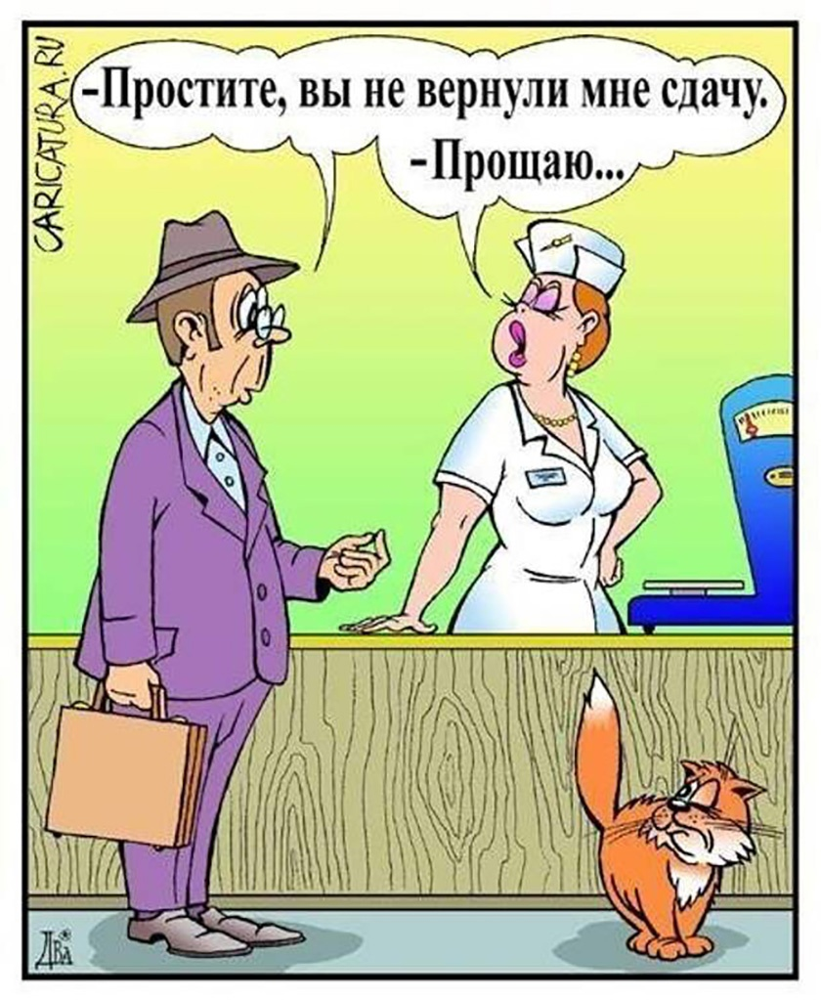 CARICATURA.RU
-Простите, вы не вернули мне сдачу.
-Прощаю...
ДВА